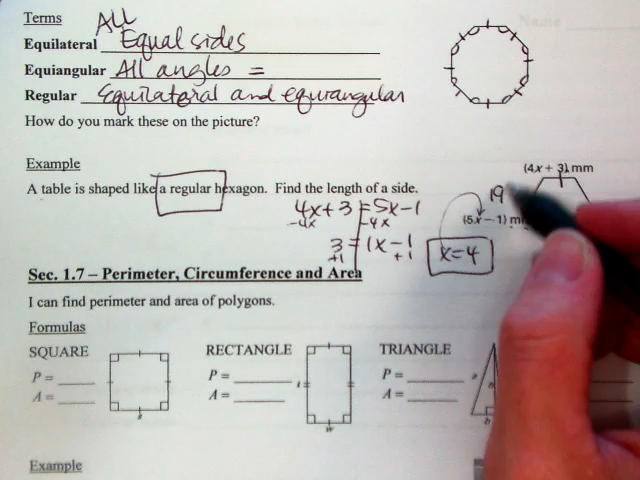 Terms
Equilateral All Equal sides
Equiangular All angles =
Regular Equilateral and equiangular
How do you mark these on the picture?
Example
(4x + 3) mm
A table is shaped like a regular hexagon. Find the length of a side.
19
4x+3 = 5x-1
-4x -4x
(5x - 1) m
3 = 1x - 1
+1 +1
x=4
Sec. 1.7 – Perimeter, Circumference and Area
I can find perimeter and area of polygons.
Formulas
SQUARE RECTANGLE TRIANGLE
P = P = P =
A = A = A =
s w b
Example